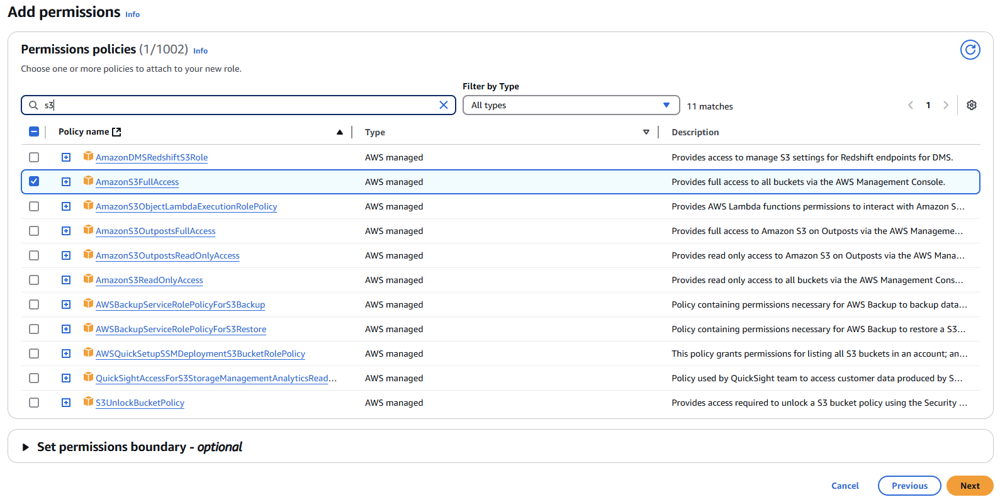 Add permissions Info
Permissions policies (1/1002) Info
Choose one or more policies to attach to your new role.
Filter by Type
s3
All types
11 matches
1
Policy name
Type
Description
AmazonDMSRedshiftS3Role AWS managed Provides access to manage S3 settings for Redshift endpoints for DMS.
AmazonS3FullAccess AWS managed Provides full access to all buckets via the AWS Management Console.
AmazonS3ObjectLambdaExecutionRolePolicy AWS managed Provides AWS Lambda functions permissions to interact with Amazon S...
AmazonS3OutpostsFullAccess AWS managed Provides full access to Amazon S3 on Outposts via the AWS Manageme...
AmazonS3OutpostsReadOnlyAccess AWS managed Provides read only access to Amazon S3 on Outposts via the AWS Mana...
AmazonS3ReadOnlyAccess AWS managed Provides read only access to all buckets via the AWS Management Cons...
AWSBackupServiceRolePolicyForS3Backup AWS managed Policy containing permissions necessary for AWS Backup to backup data...
AWSBackupServiceRolePolicyForS3Restore AWS managed Policy containing permissions necessary for AWS Backup to restore a S3...
AWSQuickSetupSSMDeploymentS3BucketRolePolicy AWS managed This policy grants permissions for listing all S3 buckets in an account; an...
QuickSightAccessForS3StorageManagementAnalyticsRead... AWS managed Policy used by QuickSight team to access customer data produced by S...
S3UnlockBucketPolicy AWS managed Provides access required to unlock a S3 bucket policy using the Security ...
Set permissions boundary - optional
Cancel
Previous
Next